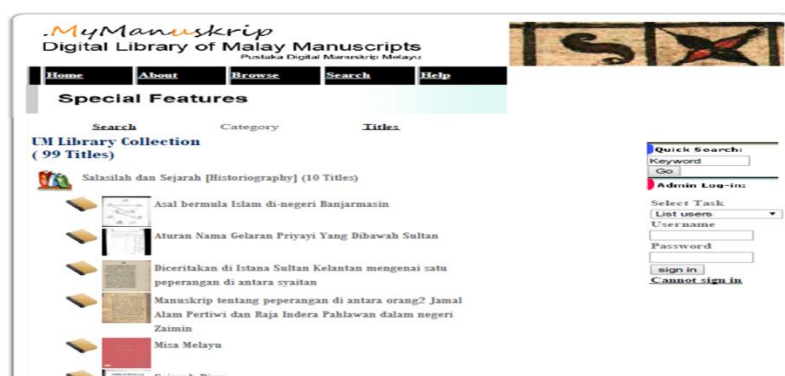 .MyManuskrip
Digital Library of Malay Manuscripts
Pustaka Digital Manuskrip Melayu
Home About Browse Search Help
Special Features
Search Category Titles
UM Library Collection
( 99 Titles)
Salasilah dan Sejarah [Historiography] (10 Titles)
Asal bermula Islam di-negeri Banjarmasin
Aturan Nama Gelaran Priyayi Yang Dibawah Sultan
Diceritakan di Istana Sultan Kelantan mengenai satu
peperangan di antara syaitan
Manuskrip tentang peperangan di antara orang2 Jamal
Alam Pertiwi dan Raja Indera Pahlawan dalam negeri
Zaimin
Misa Melayu
Quick Search:
Keyword
Go
Admin Log-in:
Select Task
List users
Username
Password
sign in
Cannot sign in